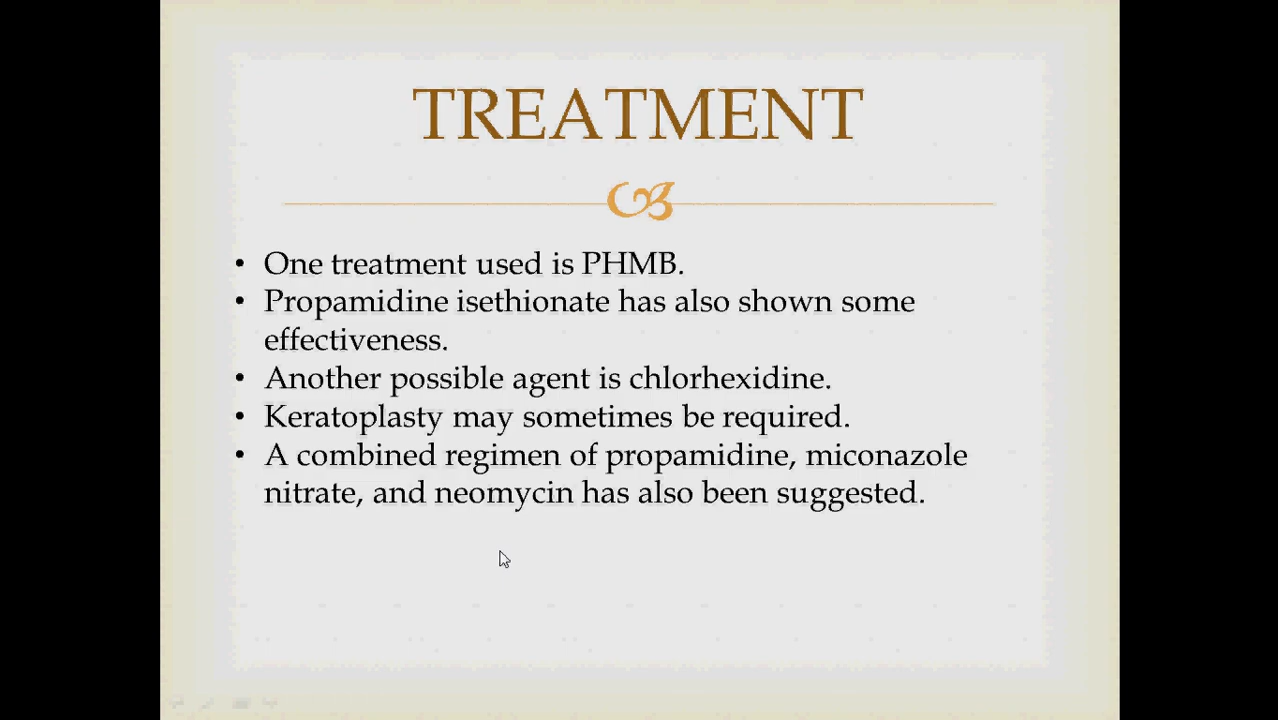 TREATMENT
• One treatment used is PHMB.
• Propamidine isethionate has also shown some
effectiveness.
• Another possible agent is chlorhexidine.
• Keratoplasty may sometimes be required.
• A combined regimen of propamidine, miconazole
nitrate, and neomycin has also been suggested.